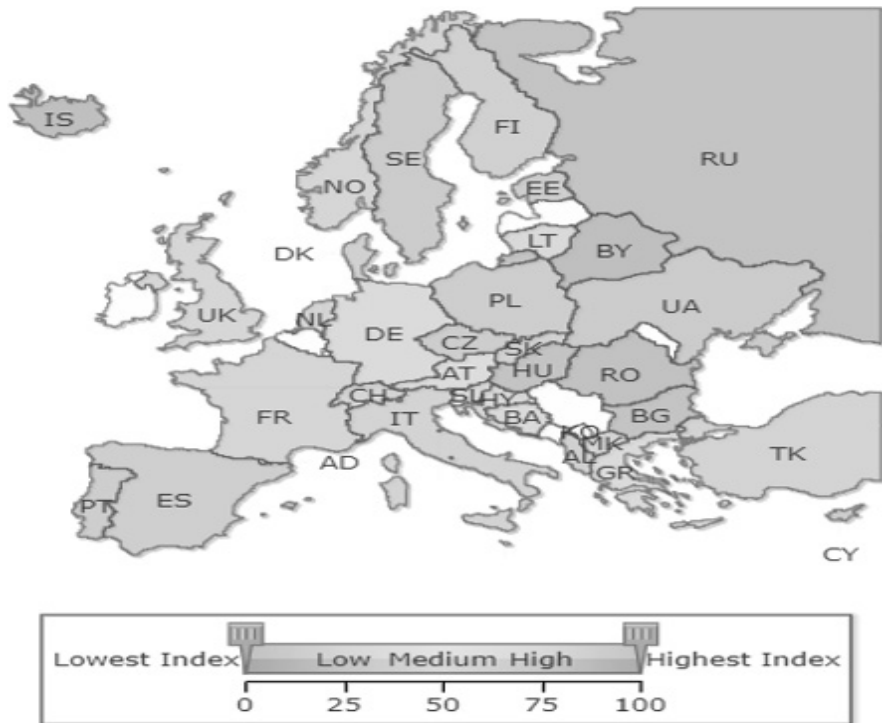 IS
FI
SE
RU
NO
EE
LT
DK
BY
PL
UA
UK
NL
DE
CZ
SK
AT
HU
RO
CH
FR
IT
BA
BG
KO
MK
AL
TK
AD
GR
PT
ES
CY
Lowest Index
Low Medium High
Highest Index
0 25 50 75 100